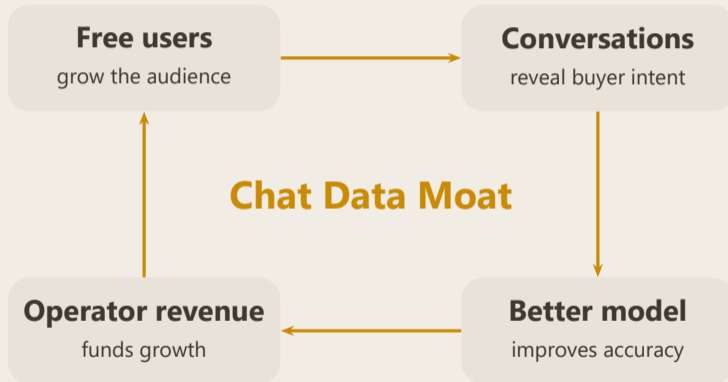 Free users
grow the audience
Conversations
reveal buyer intent
Chat Data Moat
Operator revenue
funds growth
Better model
improves accuracy